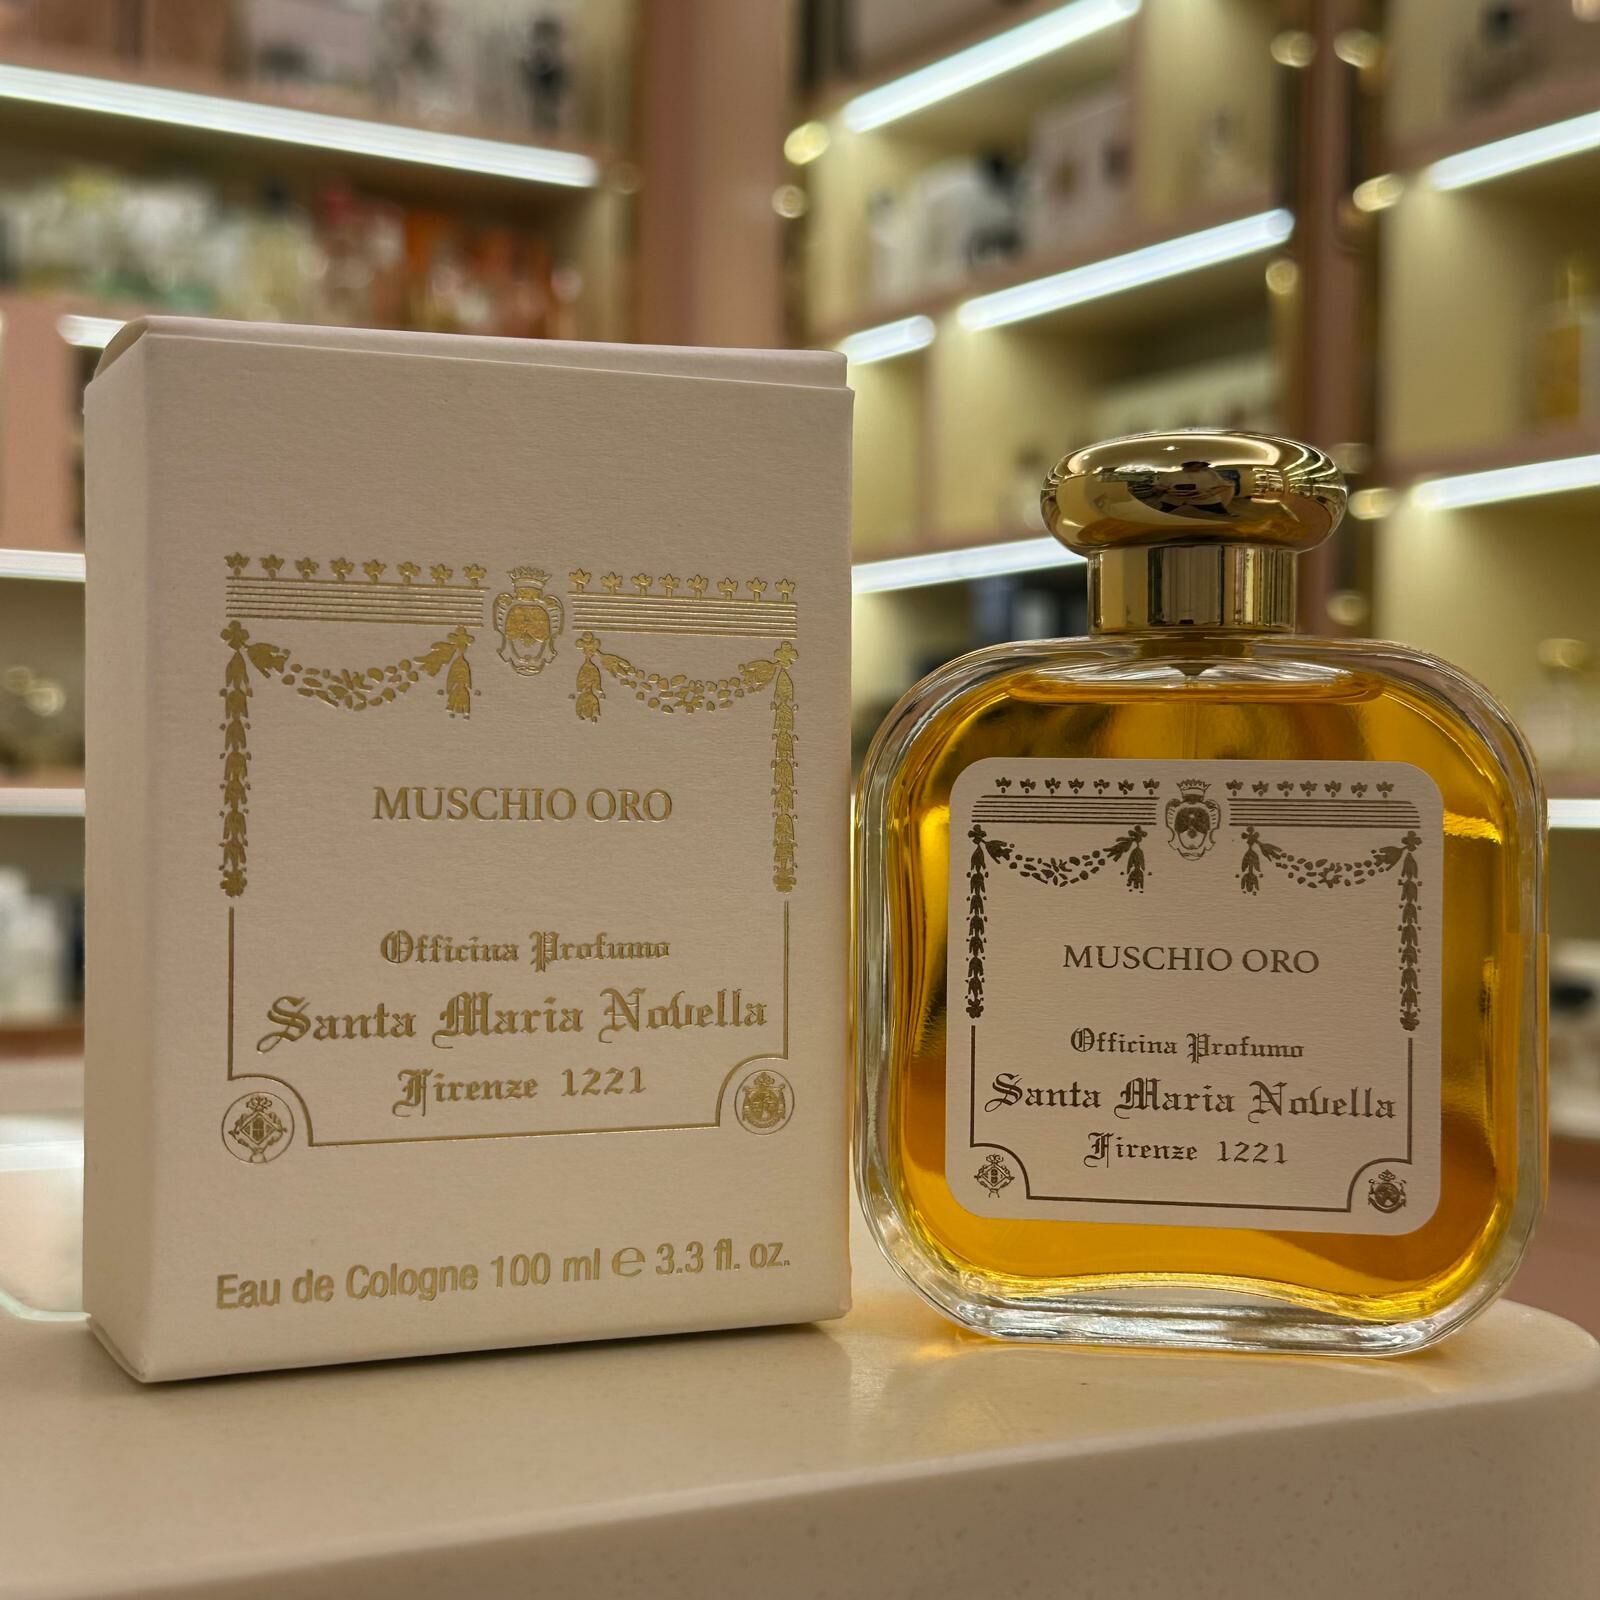 MUSCHIO ORO
Officina Profumo
Santa Maria Novella
Firenze 1221
Eau de Cologne 100 ml ℮ 3.3 fl. oz.
MUSCHIO ORO
Officina Profumo
Santa Maria Novella
Firenze 1221